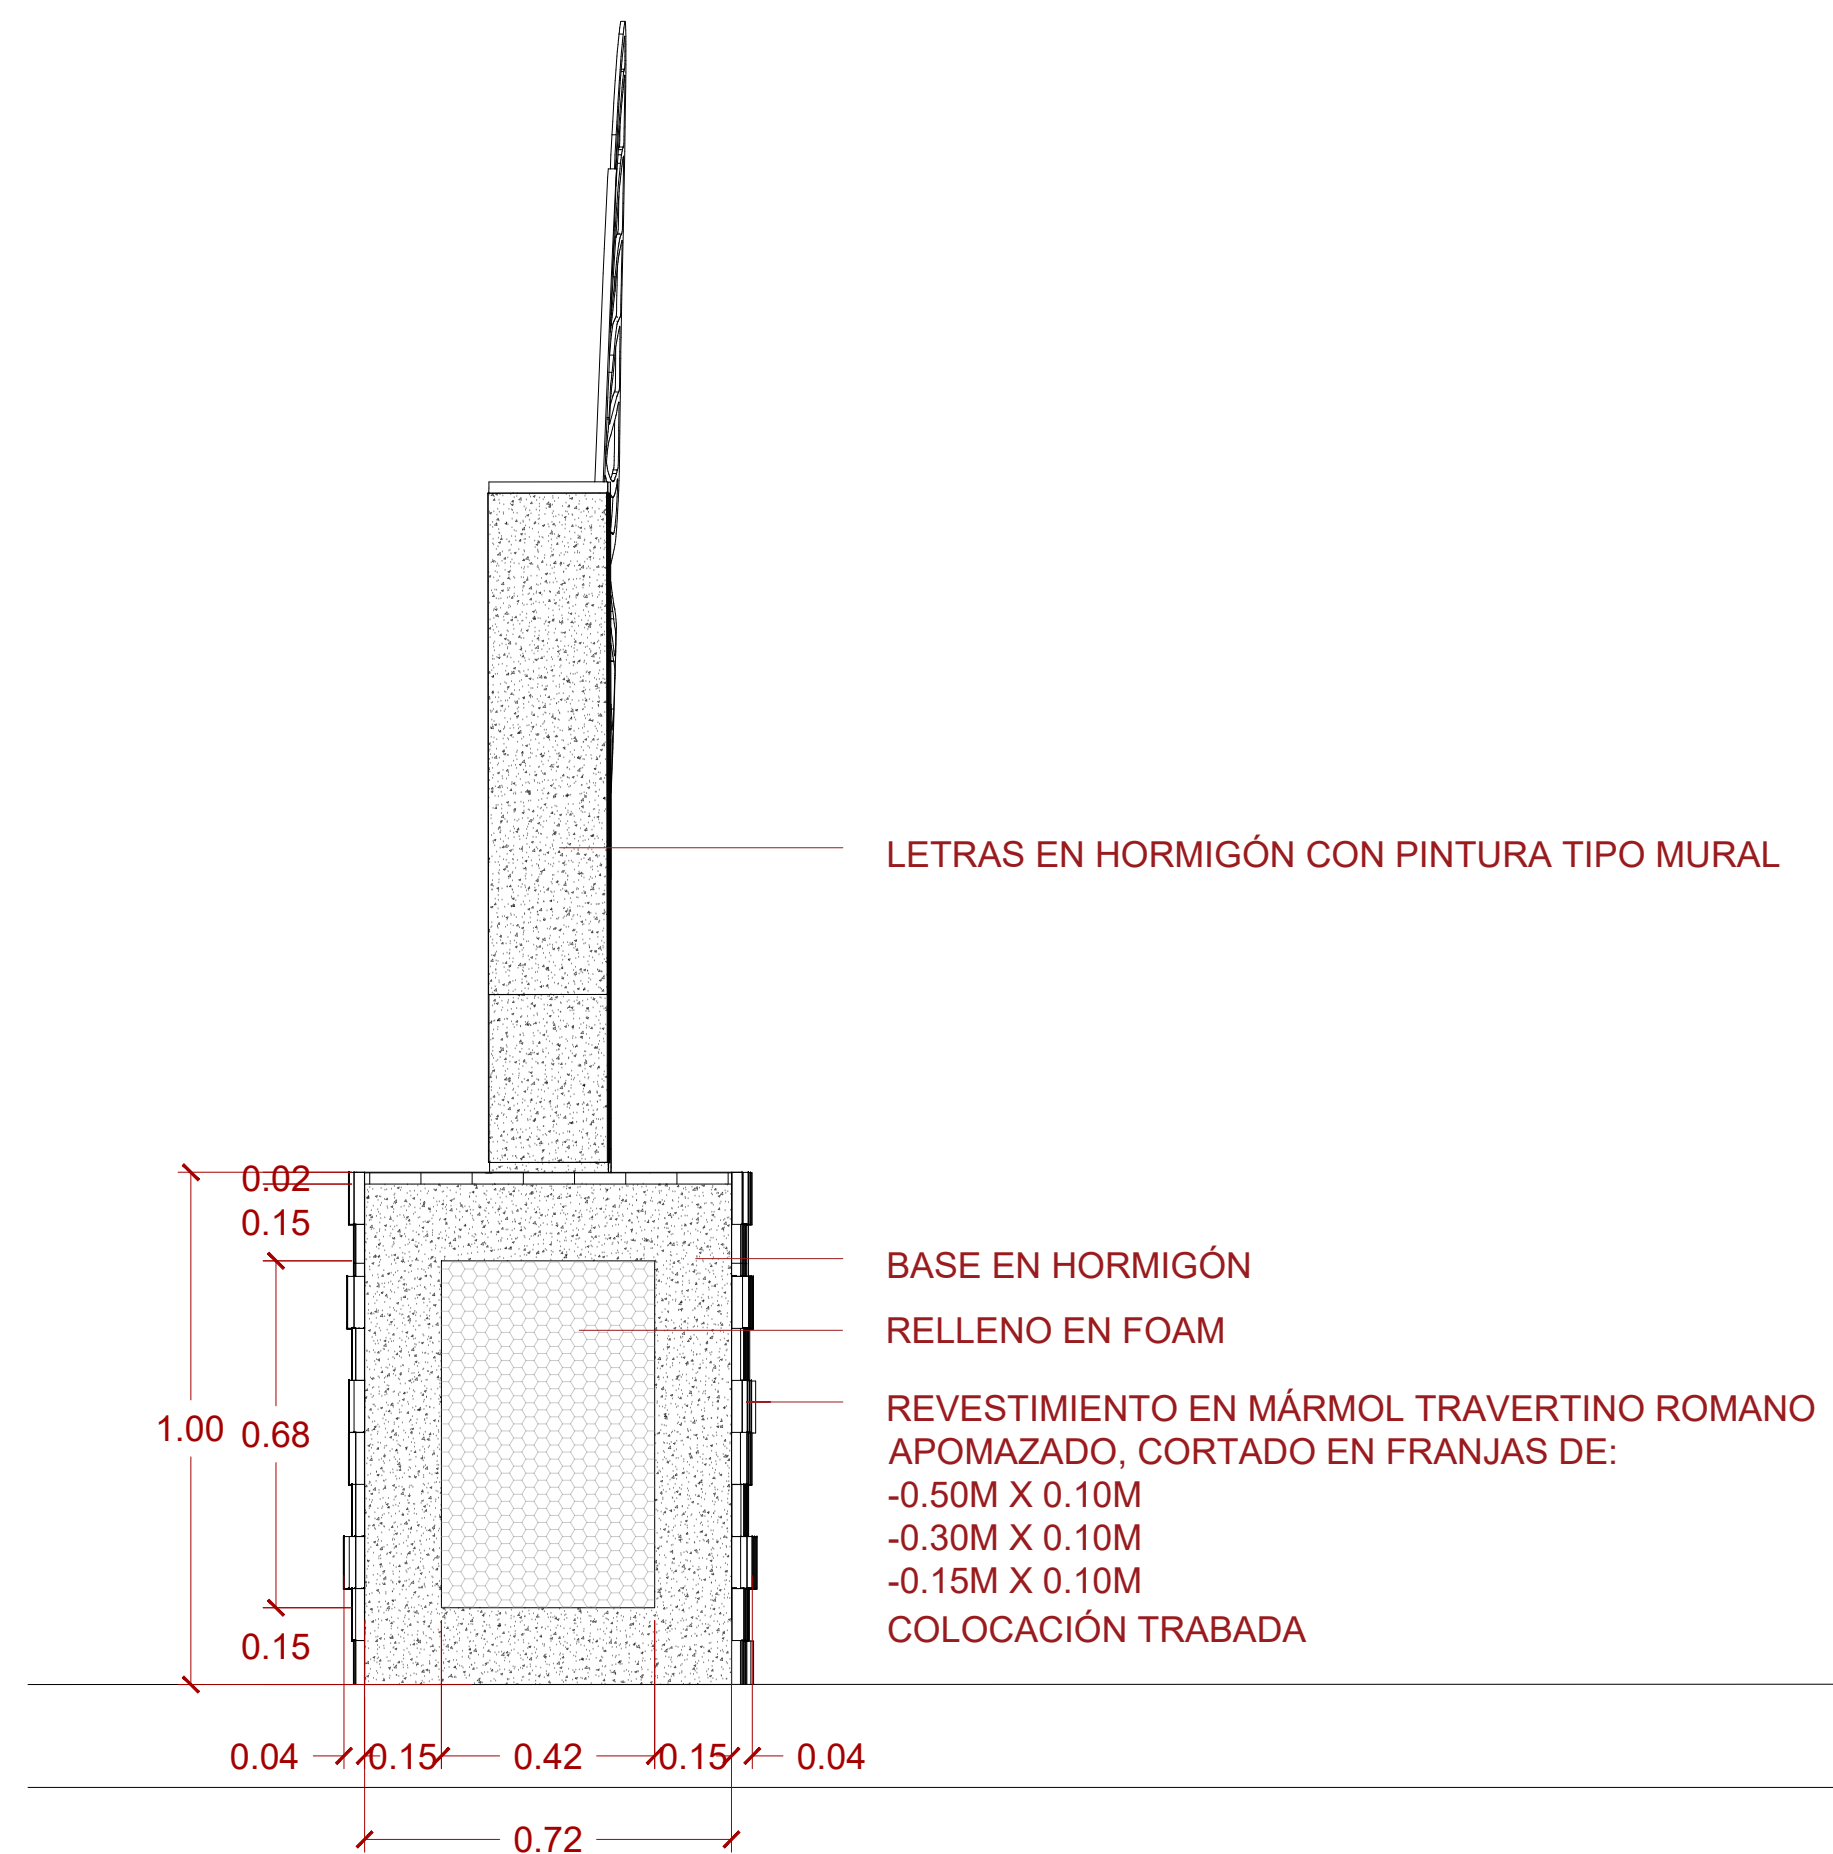 LETRAS EN HORMIGÓN CON PINTURA TIPO MURAL
0.02
0.15
BASE EN HORMIGÓN
RELLENO EN FOAM
1.00
0.68
REVESTIMIENTO EN MÁRMOL TRAVERTINO ROMANO
APOMAZADO, CORTADO EN FRANJAS DE:
-0.50M X 0.10M
-0.30M X 0.10M
-0.15M X 0.10M
COLOCACIÓN TRABADA
0.15
0.04 0.15 0.42 0.15 0.04
0.72